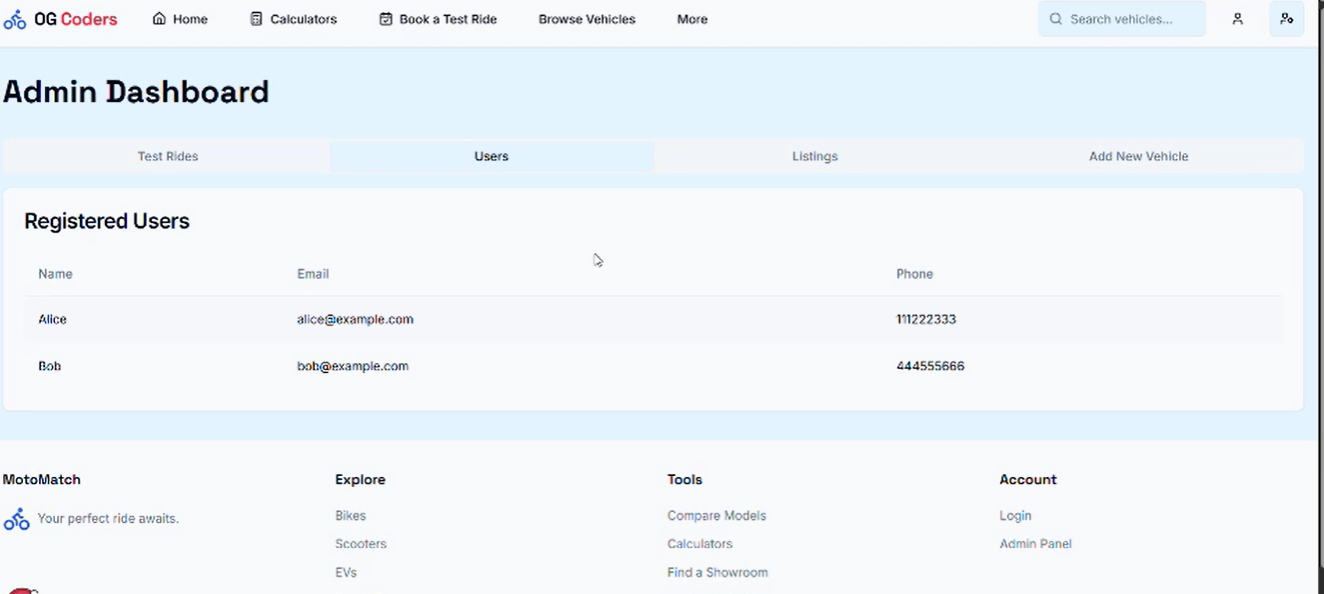 OG Coders Home Calculators Book a Test Ride Browse Vehicles More Search vehicles...
Admin Dashboard
Test Rides Users Listings Add New Vehicle
Registered Users
Name Email Phone
Alice alice@example.com 111222333
Bob bob@example.com 444555666
MotoMatch Explore Tools Account
Your perfect ride awaits. Bikes Compare Models Login
Scooters Calculators Admin Panel
EVs Find a Showroom